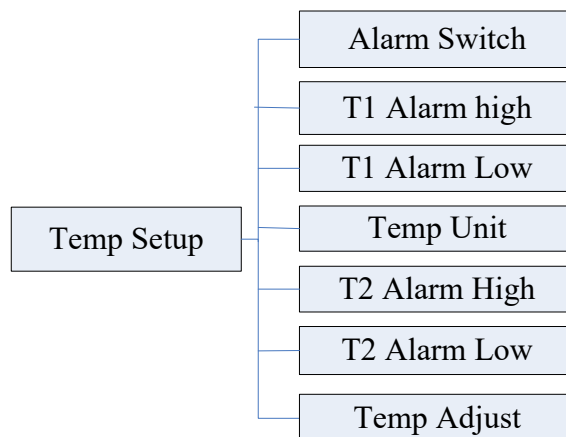 Alarm Switch
T1 Alarm high
T1 Alarm Low
Temp Setup
Temp Unit
T2 Alarm High
T2 Alarm Low
Temp Adjust